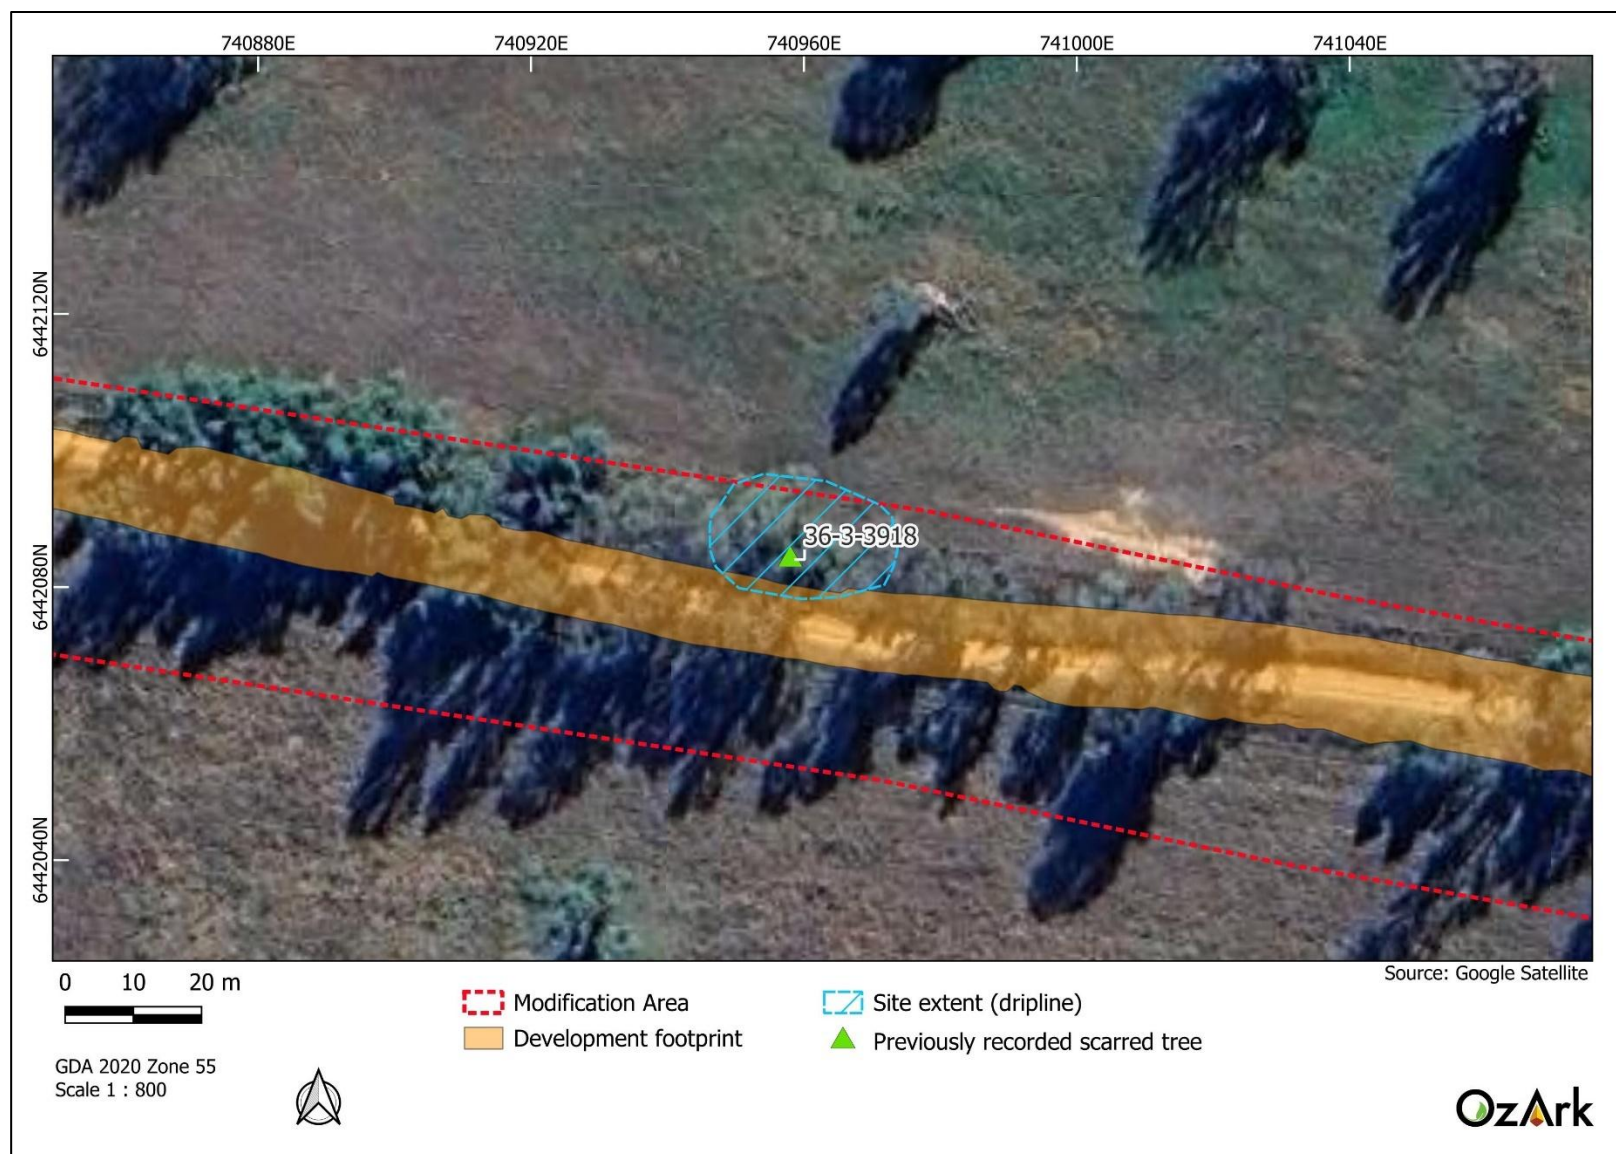 740880E 740920E 740960E 741000E 741040E
6442120N
36-3-3918
6442080N
6442040N
Source: Google Satellite
0 10 20 m
Modification Area
Site extent (dripline)
Development footprint
Previously recorded scarred tree
GDA 2020 Zone 55
Scale 1 : 800
OzArk